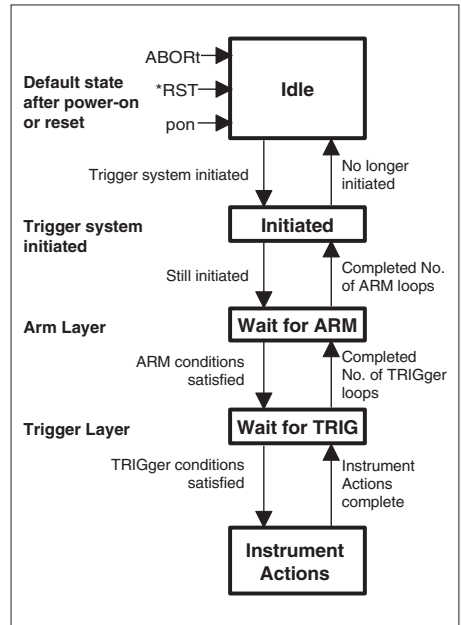 ABORt
*RST
pon
Default state
after power-on
or reset
Idle
Trigger system initiated
No longer
initiated
Trigger system
initiated
Initiated
Still initiated
Completed No.
of ARM loops
Arm Layer
Wait for ARM
ARM conditions
satisfied
Completed
No. of TRIGger
loops
Trigger Layer
Wait for TRIG
TRIGger conditions
satisfied
Instrument
Actions
complete
Instrument
Actions